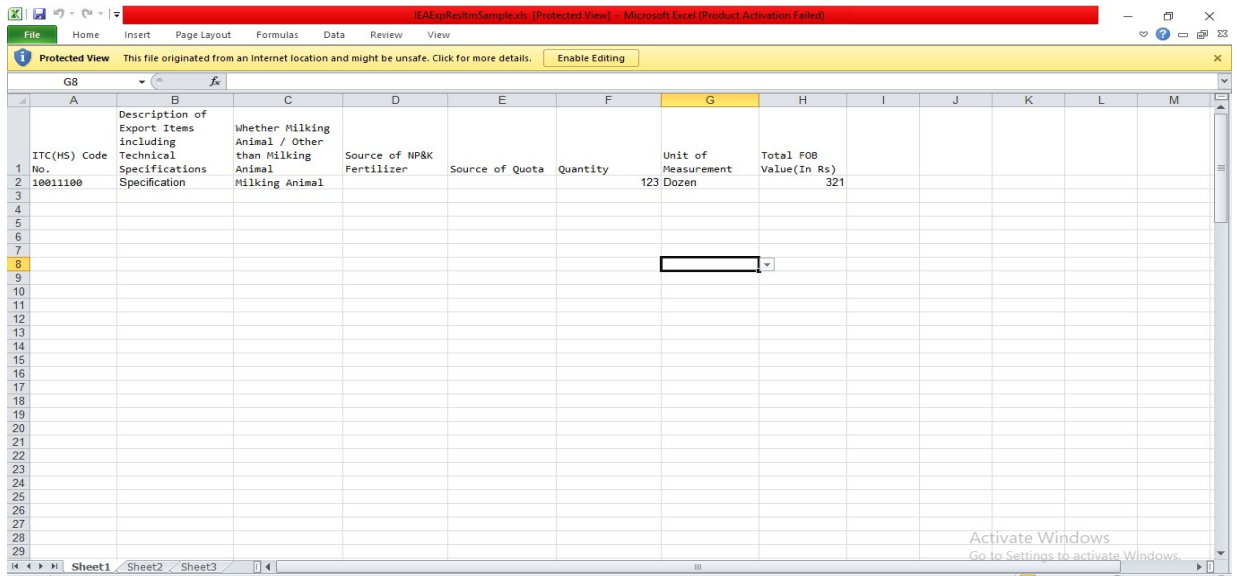 IEAExpResItmSample.xls [Protected View] - Microsoft Excel (Product Activation Failed)
File Home Insert Page Layout Formulas Data Review View
Protected View This file originated from an Internet location and might be unsafe. Click for more details. Enable Editing
G8 fx
A B C D E F G H I J K L M
Description of
Export Items Whether Milking
including Animal / Other
ITC(HS) Code Technical than Milking Source of NP&K Unit of Total FOB
1 No. Specifications Animal Fertilizer Source of Quota Quantity Measurement Value(In Rs)
2 10011100 Specification Milking Animal 123 Dozen 321
3
4
5
6
7
8
9
10
11
12
13
14
15
16
17
18
19
20
21
22
23
24
25
26
27
28
29
Activate Windows
Go to Settings to activate Windows.
Sheet1 Sheet2 Sheet3